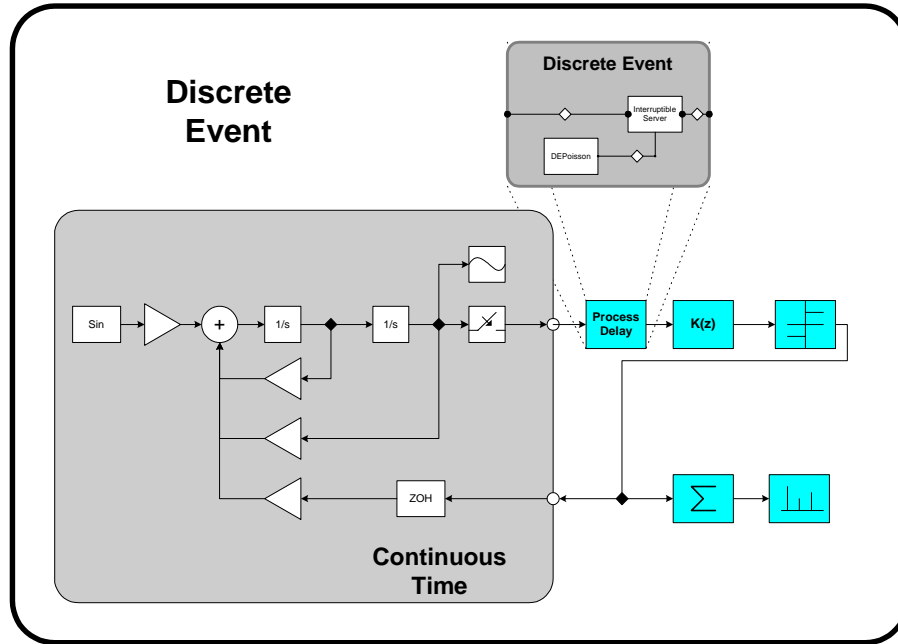 Discrete Event
Interruptible
Server
DEPoisson
Discrete
Event
Sin
+
1/s
1/s
Process
Delay
K(z)
ZOH
Σ
Continuous
Time